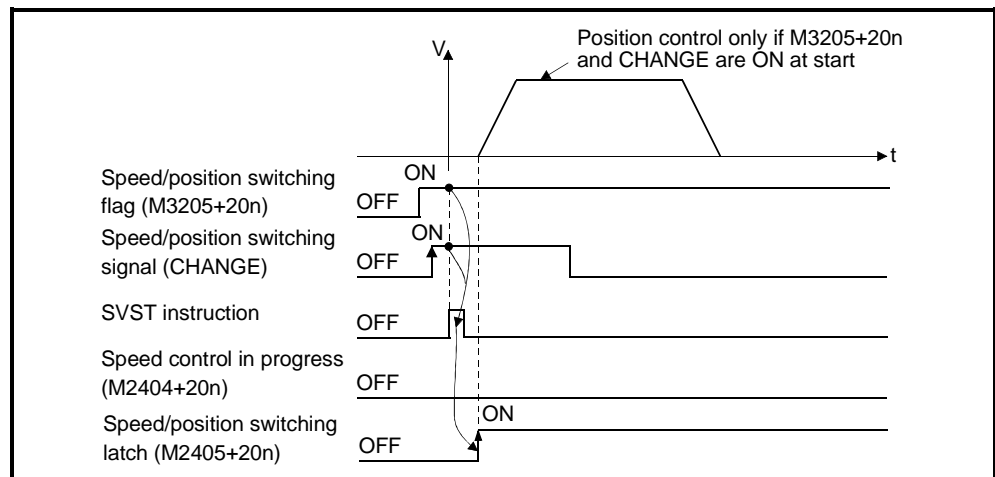 V
Position control only if M3205+20n
and CHANGE are ON at start
t
ON
Speed/position switching
flag (M3205+20n)
OFF
ON
Speed/position switching
signal (CHANGE)
OFF
SVST instruction
OFF
Speed control in progress
(M2404+20n)
OFF
ON
Speed/position switching
latch (M2405+20n)
OFF